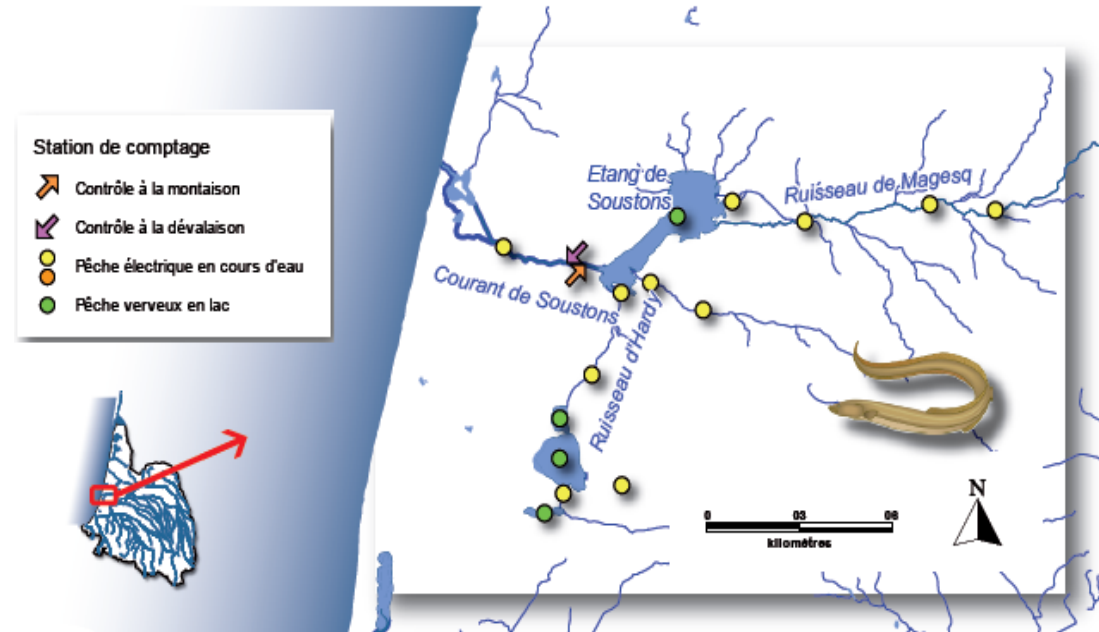 Station de comptage
Contrôle à la montaison
Contrôle à la dévalaison
Pêche électrique en cours d'eau
Pêche verveux en lac
Etang de
Soustons
Ruisseau de Magesq
Courant de Soustons
Ruisseau d'Hardy
N
0 03 06
kilomètres